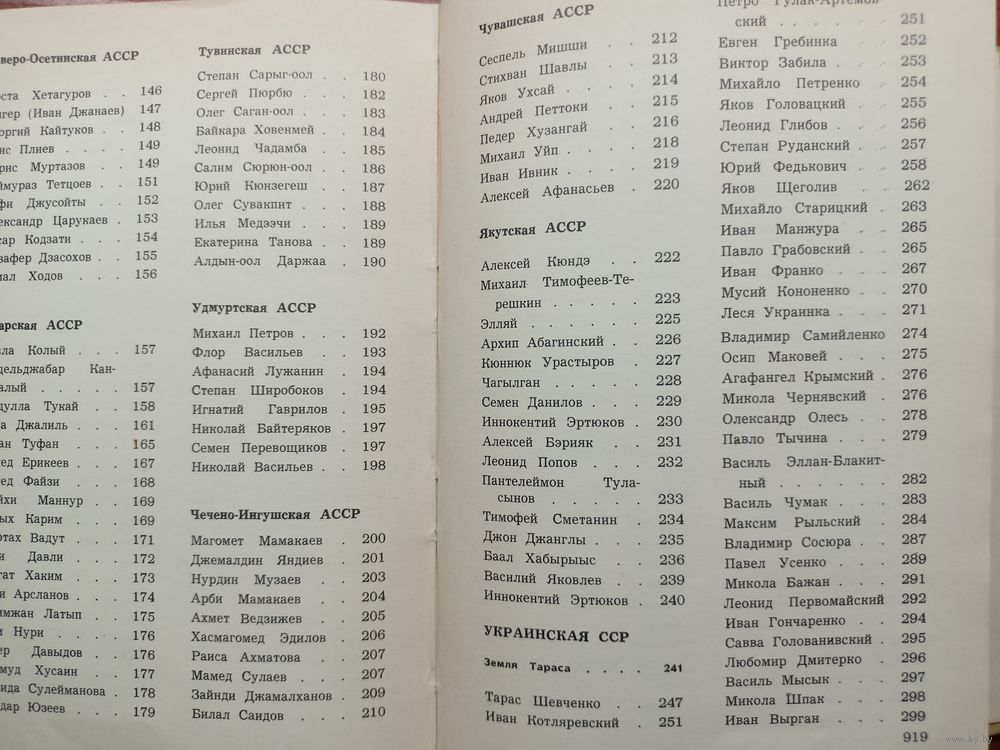 АССР
Хетагуров . . 146
(Иван Джанаев) 147
Кайтуков . . 148
Плиев . . . . 149
Муртазов . . 149
Тетцоев . . 151
Джусойты . . 152
Царукаев . 153
Кодзати . . . 154
Дзасохов . . 155
Ходов . . . 156
АССР
Колый . . . 157
Кан-
. . . . . 157
Тукай . . 158
Джалиль . . . 161
Туфан . . . 165
Ерикеев . . 167
Файзи . . . 168
Маннур . . 169
Карим . . . 169
Вадут . . . 171
Давли . . . 172
Хаким . . . 173
Арсланов . . . 174
Латып . . 175
Нури . . . . 176
Давыдов . . 176
Хусаин . . 177
Сулейманова . 178
Юзеев . . . 179
Тувинская АССР
Степан Сарыг-оол . . 180
Сергей Пюрбю . . . 182
Олег Саган-оол . . . 183
Байкара Ховенмей . . 184
Леонид Чадамба . . 185
Салим Сюрюн-оол . . 186
Юрий Кюнзегеш . . 187
Олег Сувакпит . . . 188
Илья Медээчи . . . 189
Екатерина Танова . . 189
Алдын-оол Даржаа . 190
Удмуртская АССР
Михаил Петров . . . 192
Флор Васильев . . . 193
Афанасий Лужанин . 194
Степан Широбоков . 194
Игнатий Гаврилов . 195
Николай Байтеряков . 197
Семен Перевощиков . 197
Николай Васильев . . 198
Чечено-Ингушская АССР
Магомет Мамакаев . 200
Джемалдин Яндиев . 201
Нурдин Музаев . . 203
Арби Мамакаев . . 204
Ахмет Ведзижев . . 205
Хасмагомед Эдилов . 206
Раиса Ахматова . . 207
Мамед Сулаев . . . 207
Зайнди Джамалханов . 209
Билал Саидов . . . 210
Чувашская АССР
Сеспель Мишши . . 212
Стихван Шавлы . . 213
Яков Ухсай . . . 214
Андрей Петтоки . . 215
Педер Хузангай . . 216
Михаил Уйп . . . . 218
Иван Ивник . . . . 219
Алексей Афанасьев . 220
Якутская АССР
Алексей Кюндэ . . 222
Михаил Тимофеев-Те-
решкин . . . . . 223
Элляй . . . . . . 225
Архип Абагинский . . 226
Кюннюк Урастыров . 227
Чагылган . . . . . 228
Семен Данилов . . . 229
Иннокентий Эртюков . 230
Алексей Бэрияк . . 231
Леонид Попов . . . 232
Пантелеймон Тула-
сынов . . . . . 233
Тимофей Сметанин . 234
Джон Джанглы . . . 235
Баал Хабырыыс . . 236
Василий Яковлев . . 239
Иннокентий Эртюков . 240
УКРАИНСКАЯ ССР
Земля Тараса . . . . 241
Тарас Шевченко . . 247
Иван Котляревский . 251
Петро Гулак-Артемов-
ский . . . . . 251
Евген Гребинка . . 252
Виктор Забила . . . 253
Михайло Петренко . 254
Яков Головацкий . . 255
Леонид Глибов . . . 256
Степан Руданский . . 257
Юрий Федькович . . 258
Яков Щеголив . . 262
Михайло Старицкий . 263
Иван Манжура . . 265
Павло Грабовский . . 265
Иван Франко . . . 267
Мусий Кононенко . . 270
Леся Украинка . . . 271
Владимир Самийленко 274
Осип Маковей . . . 275
Агафангел Крымский . 276
Микола Чернявский . 276
Олександр Олесь . . 278
Павло Тычина . . . 279
Василь Эллан-Блакит-
ный . . . . . . 282
Василь Чумак . . . 283
Максим Рыльский . 284
Владимир Сосюра . . 287
Павел Усенко . . . 289
Микола Бажан . . . 291
Леонид Первомайский 292
Иван Гончаренко . . 294
Савва Голованивский . 295
Любомир Дмитерко . 296
Василь Мысык . . . 297
Микола Шпак . . . 298
Иван Вырган . . . 299
919
www.ay.by